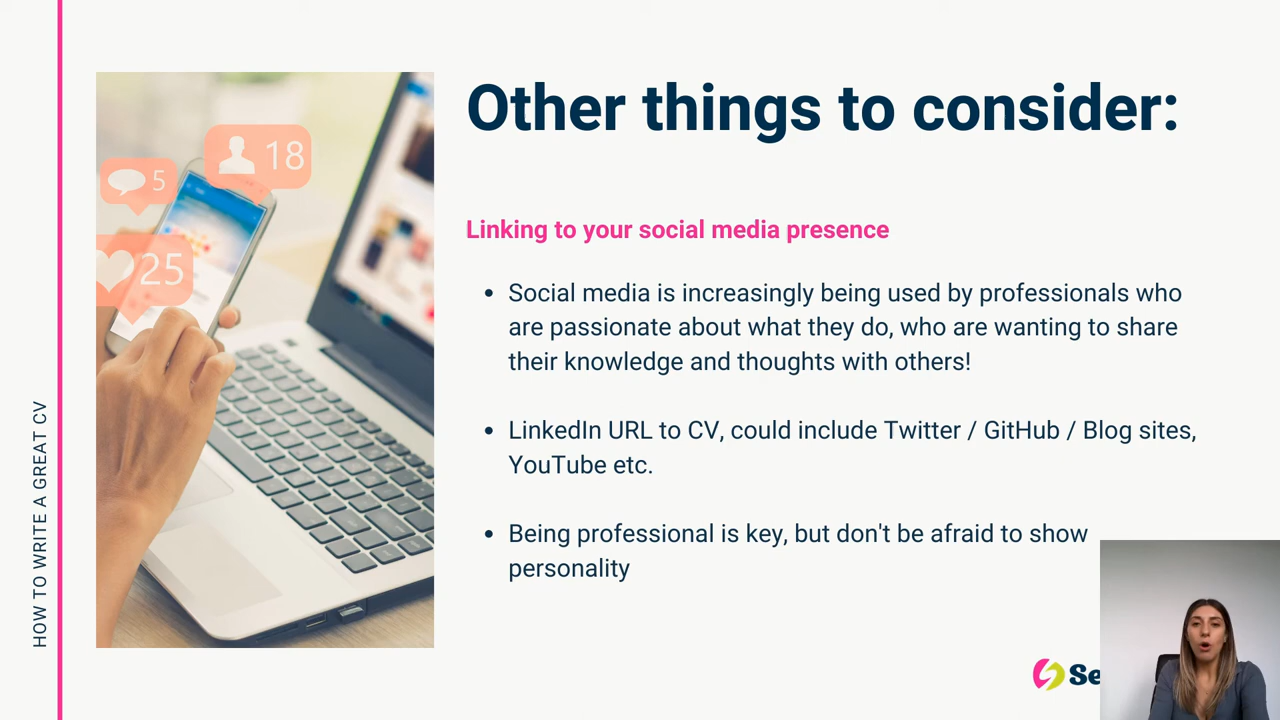 Other things to consider:
Linking to your social media presence
• Social media is increasingly being used by professionals who
are passionate about what they do, who are wanting to share
their knowledge and thoughts with others!
• LinkedIn URL to CV, could include Twitter / GitHub / Blog sites,
YouTube etc.
• Being professional is key, but don't be afraid to show
personality
HOW TO WRITE A GREAT CV
18
5
25